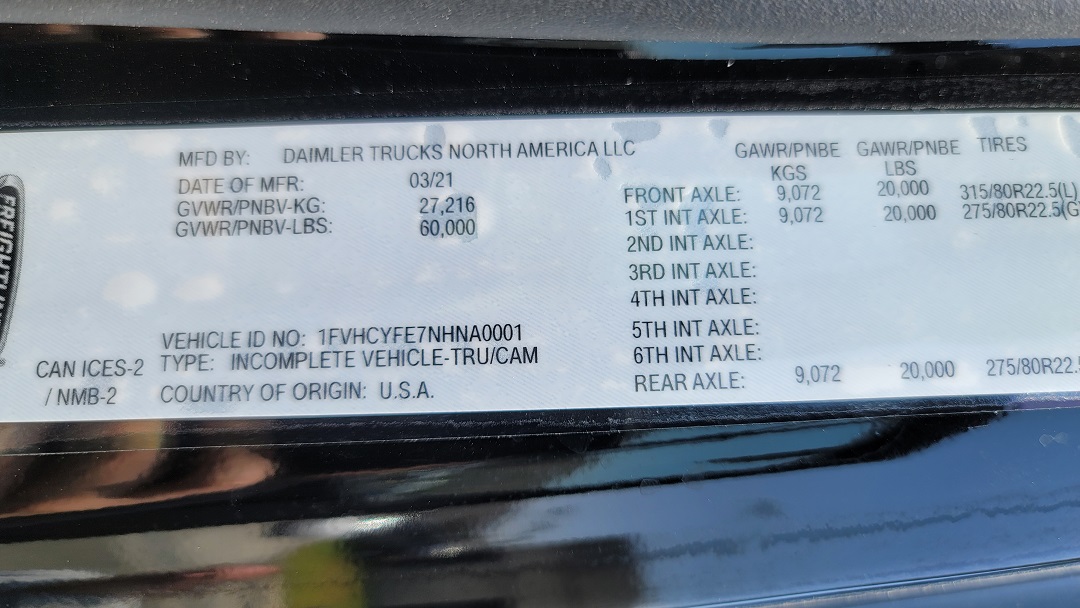 FREIGHTLIN
MFD BY: DAIMLER TRUCKS NORTH AMERICA LLC
DATE OF MFR: 03/21
GVWR/PNBV-KG: 27,216
GVWR/PNBV-LBS: 60,000
VEHICLE ID NO: 1FVHCYFE7NHNA0001
TYPE: INCOMPLETE VEHICLE-TRU/CAM
COUNTRY OF ORIGIN: U.S.A.
CAN ICES-2
/ NMB-2
GAWR/PNBE GAWR/PNBE TIRES
KGS LBS
FRONT AXLE: 9,072 20,000 315/80R22.5(L)
1ST INT AXLE: 9,072 20,000 275/80R22.5(G
2ND INT AXLE:
3RD INT AXLE:
4TH INT AXLE:
5TH INT AXLE:
6TH INT AXLE:
REAR AXLE: 9,072 20,000 275/80R22.5